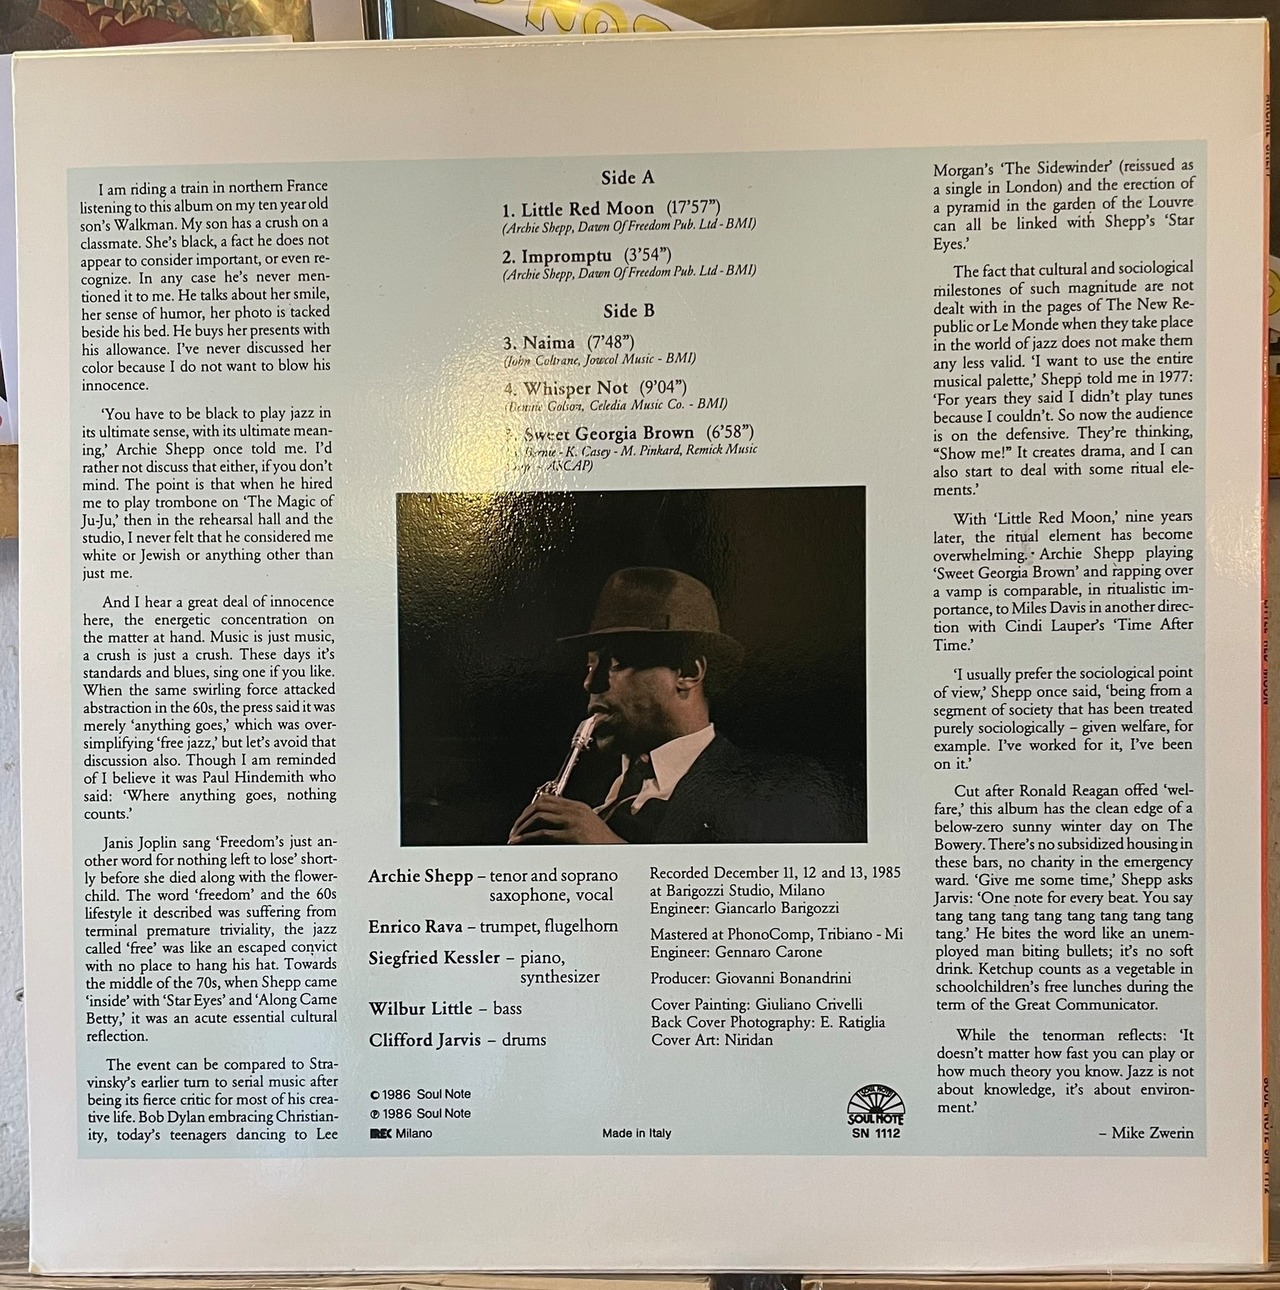 I am riding a train in northern France
listening to this album on my ten year old
son's Walkman. My son has a crush on a
classmate. She's black, a fact he does not
appear to consider important, or even re-
cognize. In any case he's never men-
tioned it to me. He talks about her smile,
her sense of humor, her photo is tacked
beside his bed. He buys her presents with
his allowance. I've never discussed her
color because I do not want to blow his
innocence.
'You have to be black to play jazz in
its ultimate sense, with its ultimate mean-
ing,' Archie Shepp once told me. I'd
rather not discuss that either, if you don't
mind. The point is that when he hired
me to play trombone on 'The Magic of
Ju-Ju,' then in the rehearsal hall and the
studio, I never felt that he considered me
white or Jewish or anything other than
just me.
And I hear a great deal of innocence
here, the energetic concentration on
the matter at hand. Music is just music,
a crush is just a crush. These days it's
standards and blues, sing one if you like.
When the same swirling force attacked
abstraction in the 60s, the press said it was
merely 'anything goes,' which was over-
simplifying 'free jazz,' but let's avoid that
discussion also. Though I am reminded
of I believe it was Paul Hindemith who
said: 'Where anything goes, nothing
counts.'
Janis Joplin sang 'Freedom's just an-
other word for nothing left to lose' short-
ly before she died along with the flower-
child. The word 'freedom' and the 60s
lifestyle it described was suffering from
terminal premature triviality, the jazz
called 'free' was like an escaped convict
with no place to hang his hat. Towards
the middle of the 70s, when Shepp came
'inside' with 'Star Eyes' and 'Along Came
Betty,' it was an acute essential cultural
reflection.
The event can be compared to Stra-
vinsky's earlier turn to serial music after
being its fierce critic for most of his crea-
tive life. Bob Dylan embracing Christian-
ity, today's teenagers dancing to Lee
Side A
1. Little Red Moon (17'57")
(Archie Shepp, Dawn Of Freedom Pub. Ltd - BMI)
2. Impromptu (3'54")
(Archie Shepp, Dawn Of Freedom Pub. Ltd - BMI)
Side B
3. Naima (7'48")
(John Coltrane, Jowcol Music - BMI)
4. Whisper Not (9'04")
(Bennie Golson, Celedia Music Co. - BMI)
Sweet Georgia Brown (6'58")
Bernie - K. Casey - M. Pinkard, Remick Music
ASCAP)
Archie Shepp – tenor and soprano
saxophone, vocal
Enrico Rava – trumpet, flugelhorn
Siegfried Kessler – piano,
synthesizer
Wilbur Little – bass
Clifford Jarvis – drums
© 1986 Soul Note
℗ 1986 Soul Note
IREC Milano
Recorded December 11, 12 and 13, 1985
at Barigozzi Studio, Milano
Engineer: Giancarlo Barigozzi
Mastered at PhonoComp, Tribiano - Mi
Engineer: Gennaro Carone
Producer: Giovanni Bonandrini
Cover Painting: Giuliano Crivelli
Back Cover Photography: E. Ratiglia
Cover Art: Niridan
Made in Italy
SOUL NOTE
SOUL NOTE
SN 1112
Morgan's 'The Sidewinder' (reissued as
a single in London) and the erection of
a pyramid in the garden of the Louvre
can all be linked with Shepp's 'Star
Eyes.'
The fact that cultural and sociological
milestones of such magnitude are not
dealt with in the pages of The New Re-
public or Le Monde when they take place
in the world of jazz does not make them
any less valid. 'I want to use the entire
musical palette,' Shepp told me in 1977:
'For years they said I didn't play tunes
because I couldn't. So now the audience
is on the defensive. They're thinking,
"Show me!" It creates drama, and I can
also start to deal with some ritual ele-
ments.'
With 'Little Red Moon,' nine years
later, the ritual element has become
overwhelming. Archie Shepp playing
'Sweet Georgia Brown' and rapping over
a vamp is comparable, in ritualistic im-
portance, to Miles Davis in another direc-
tion with Cindi Lauper's 'Time After
Time.'
'I usually prefer the sociological point
of view,' Shepp once said, 'being from a
segment of society that has been treated
purely sociologically – given welfare, for
example. I've worked for it, I've been
on it.'
Cut after Ronald Reagan offed 'wel-
fare,' this album has the clean edge of a
below-zero sunny winter day on The
Bowery. There's no subsidized housing in
these bars, no charity in the emergency
ward. 'Give me some time,' Shepp asks
Jarvis: 'One note for every beat. You say
tang tang tang tang tang tang tang tang
tang.' He bites the word like an unem-
ployed man biting bullets; it's no soft
drink. Ketchup counts as a vegetable in
schoolchildren's free lunches during the
term of the Great Communicator.
While the tenorman reflects: 'It
doesn't matter how fast you can play or
how much theory you know. Jazz is not
about knowledge, it's about environ-
ment.'
– Mike Zwerin